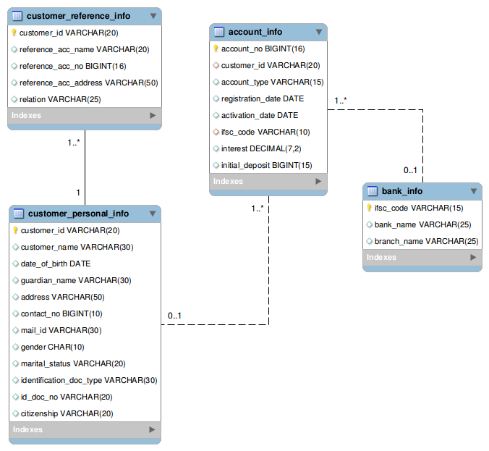 customer_reference_info
customer_id VARCHAR(20)
reference_acc_name VARCHAR(20)
reference_acc_no BIGINT(16)
reference_acc_address VARCHAR(50)
relation VARCHAR(25)
Indexes
account_info
account_no BIGINT(16)
customer_id VARCHAR(20)
account_type VARCHAR(15)
registration_date DATE
activation_date DATE
ifsc_code VARCHAR(10)
interest DECIMAL(7,2)
initial_deposit BIGINT(15)
Indexes
1..*
1
1..*
0..1
1..*
0..1
bank_info
ifsc_code VARCHAR(15)
bank_name VARCHAR(25)
branch_name VARCHAR(25)
Indexes
customer_personal_info
customer_id VARCHAR(20)
customer_name VARCHAR(30)
date_of_birth DATE
guardian_name VARCHAR(30)
address VARCHAR(50)
contact_no BIGINT(10)
mail_id VARCHAR(30)
gender CHAR(10)
marital_status VARCHAR(20)
identification_doc_type VARCHAR(30)
id_doc_no VARCHAR(20)
citizenship VARCHAR(20)
Indexes